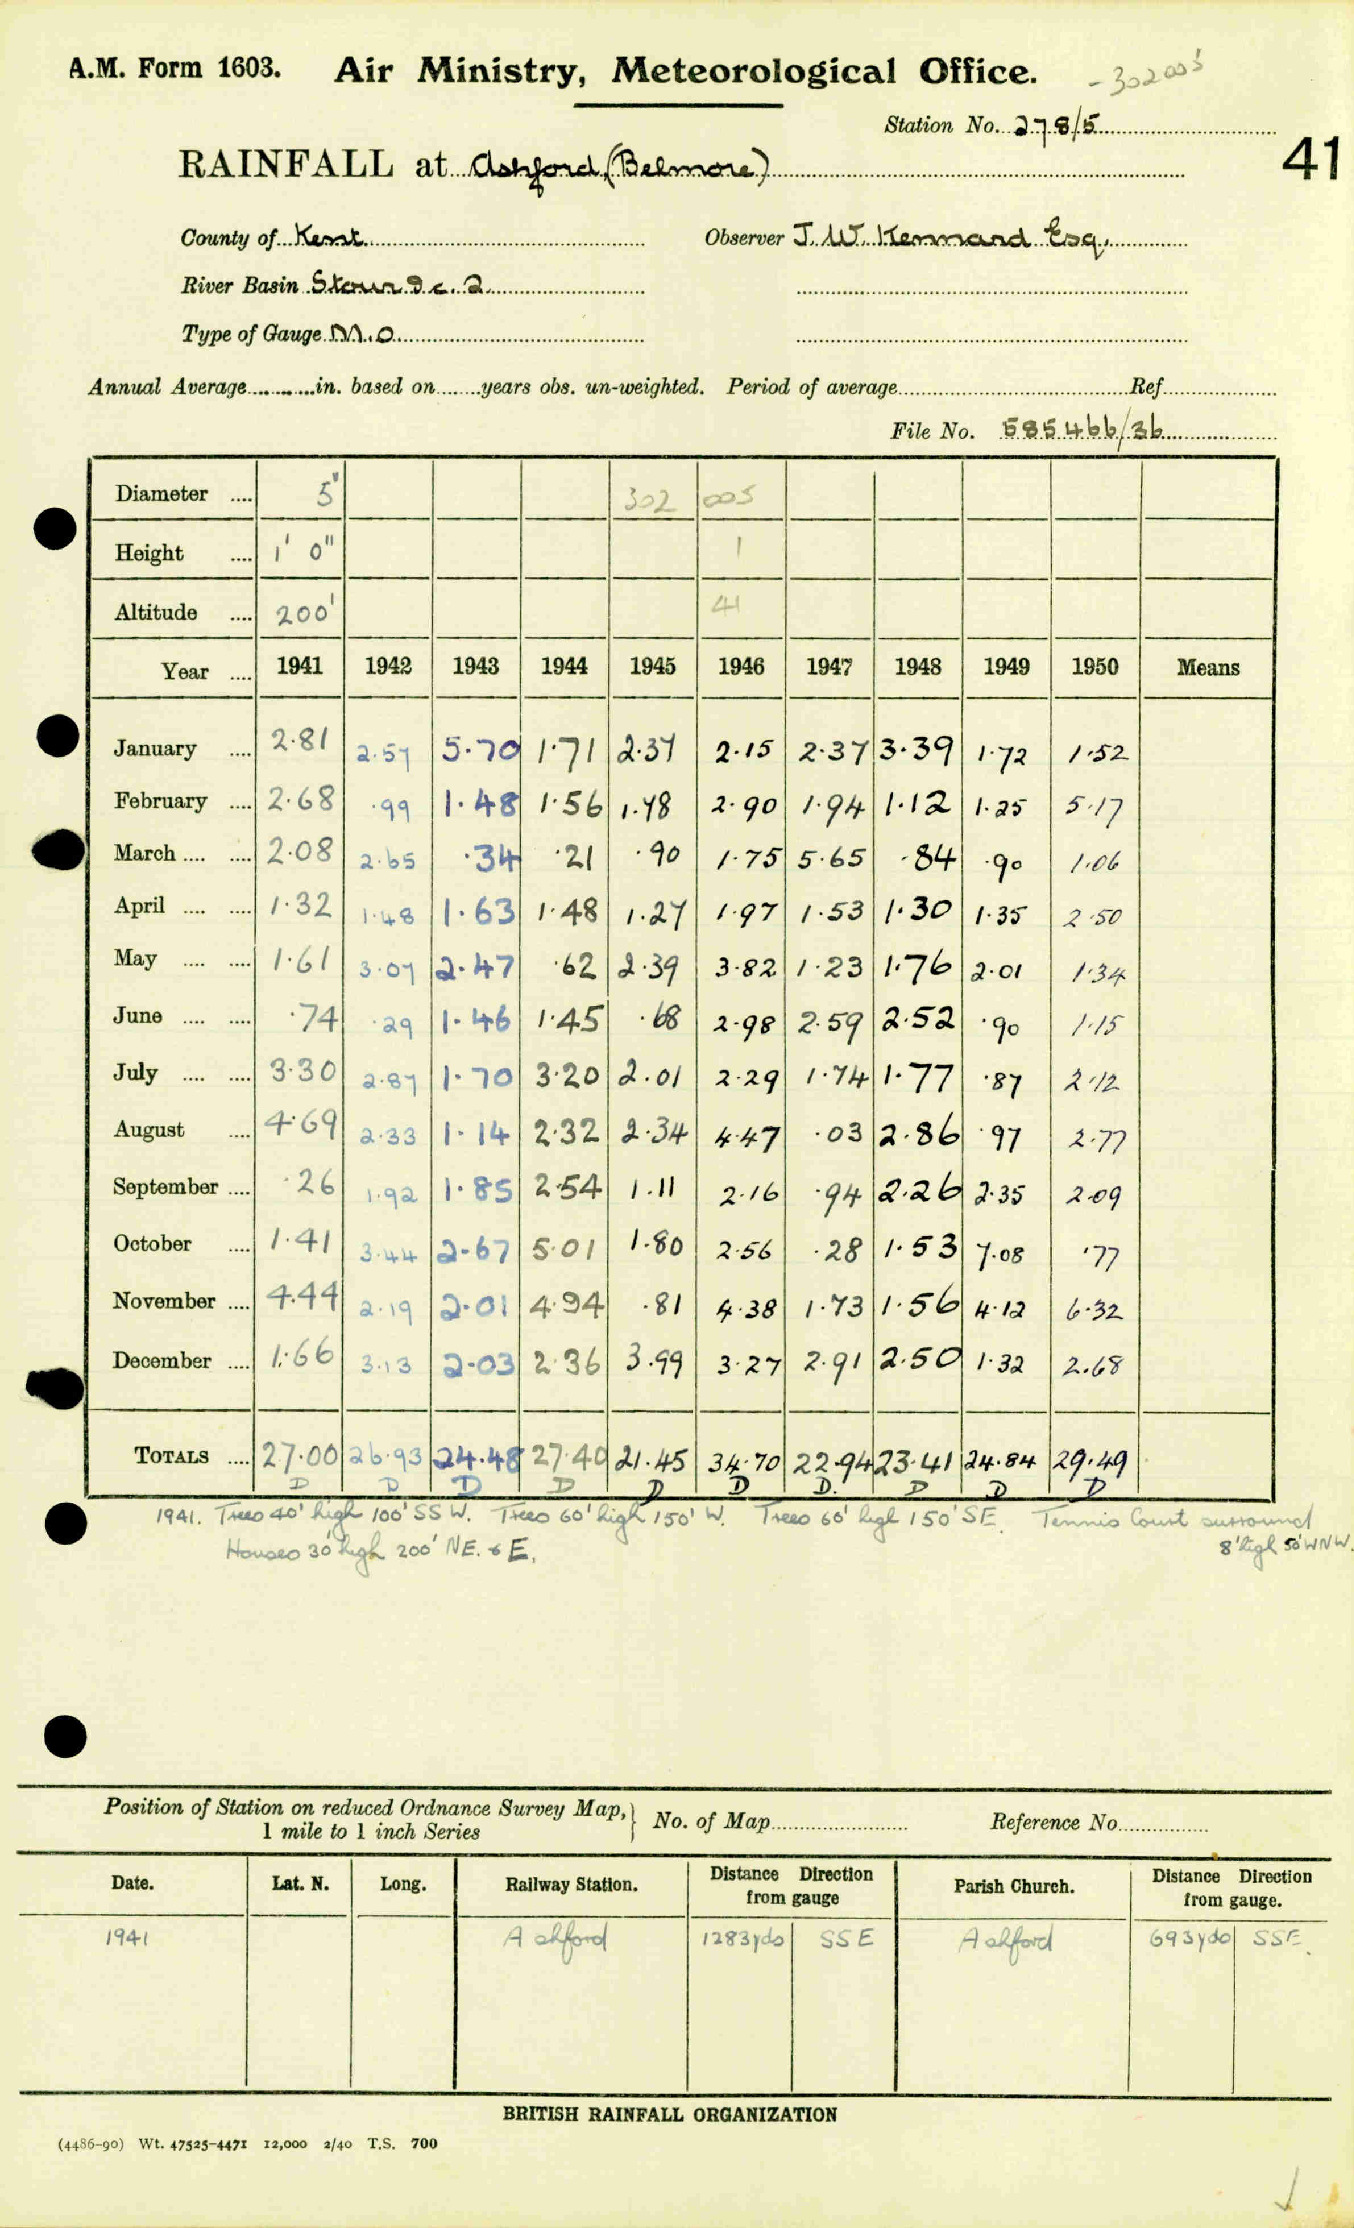 A.M. Form 1603. Air Ministry, Meteorological Office. - 302005
Station No. 278/5
RAINFALL at Ashford, (Belmore)
41
County of Kent Observer J. W. Kennard Esq.
River Basin Stour 9 c. 2
Type of Gauge M.O
Annual Average in. based on years obs. un-weighted. Period of average Ref
File No. 585466/36
Diameter .... 5" 302 005
Height .... 1' 0" 1
Altitude .... 200' 41
Year .... 1941 1942 1943 1944 1945 1946 1947 1948 1949 1950 Means
January .... 2.81 2.57 5.70 1.71 2.37 2.15 2.37 3.39 1.72 1.52
February .... 2.68 .99 1.48 1.56 1.78 2.90 1.94 1.12 1.25 5.17
March .... .... 2.08 2.65 .34 .21 .90 1.75 5.65 .84 .90 1.06
April .... .... 1.32 1.48 1.63 1.48 1.27 1.97 1.53 1.30 1.35 2.50
May .... .... 1.61 3.07 2.47 .62 2.39 3.82 1.23 1.76 2.01 1.34
June .... .... .74 .29 1.46 1.45 .68 2.98 2.59 2.52 .90 1.15
July .... .... 3.30 2.87 1.70 3.20 2.01 2.29 1.74 1.77 .87 2.12
August .... 4.69 2.33 1.14 2.32 2.34 4.47 .03 2.86 .97 2.77
September .... .26 1.92 1.85 2.54 1.11 2.16 .94 2.26 2.35 2.09
October .... 1.41 3.44 2.67 5.01 1.80 2.56 .28 1.53 7.08 .77
November .... 4.44 2.19 2.01 4.94 .81 4.38 1.73 1.56 4.12 6.32
December .... 1.66 3.13 2.03 2.36 3.99 3.27 2.91 2.50 1.32 2.68
TOTALS .... 27.00 26.93 24.48 27.40 21.45 34.70 22.94 23.41 24.84 29.49
D D D D D D D. D D D
1941. Trees 40' high 100' SSW. Trees 60' high 150' W. Trees 60' high 150' SE. Tennis Court surround
Houses 30' high 200' NE. & E. 8' high 50' WNW.
Position of Station on reduced Ordnance Survey Map, 1 mile to 1 inch Series } No. of Map Reference No.
Date. Lat. N. Long. Railway Station. Distance Direction from gauge Parish Church. Distance Direction from gauge.
1941 Ashford 1283yds SSE Ashford 693yds SSE.
BRITISH RAINFALL ORGANIZATION
(4486-90) Wt. 47525-4471 12,000 2/40 T.S. 700